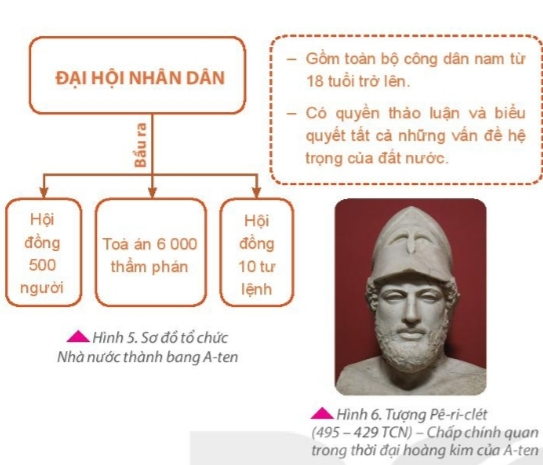 ĐẠI HỘI NHÂN DÂN
– Gồm toàn bộ công dân nam từ
18 tuổi trở lên.
– Có quyền thảo luận và biểu
quyết tất cả những vấn đề hệ
trọng của đất nước.
Bầu ra
Hội
đồng
500
người
Toà án 6 000
thẩm phán
Hội
đồng
10 tư
lệnh
Hình 5. Sơ đồ tổ chức
Nhà nước thành bang A-ten
Hình 6. Tượng Pê-ri-clét
(495 – 429 TCN) – Chấp chính quan
trong thời đại hoàng kim của A-ten